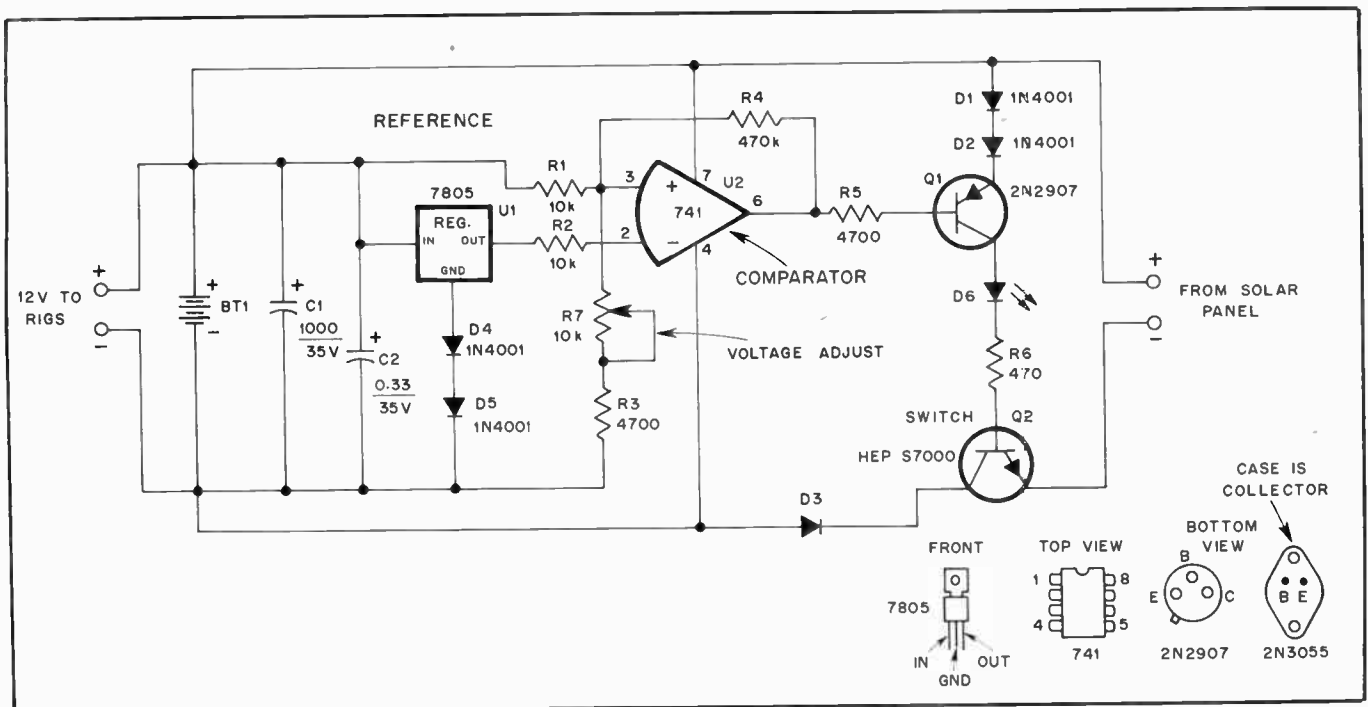 REFERENCE
R4
470k
D1 1N4001
D2 1N4001
7805
U1
REG.
IN OUT
GND
R1
10k
R2
10k
3
2
+
−
741
7
U2
6
4
R5
4700
Q1
2N2907
COMPARATOR
12V TO
RIGS
+
−
+
BT1
−
+
C1
1000
35V
+
C2
0.33
35V
D4
1N4001
D5
1N4001
R7
10k
VOLTAGE ADJUST
R3
4700
D6
R6
470
+
FROM SOLAR
PANEL
−
SWITCH
Q2
HEP S7000
D3
CASE IS
COLLECTOR
FRONT
7805
IN
GND
OUT
TOP VIEW
1 8
4 5
741
BOTTOM
VIEW
B
E C
2N2907
B E
2N3055